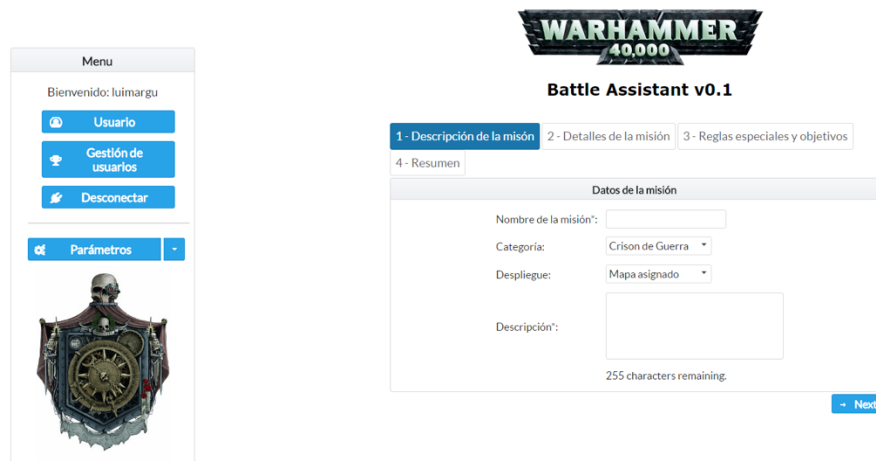 WARHAMMER
40,000
Battle Assistant v0.1
Menu
Bienvenido: luimargu
Usuario
Gestión de
usuarios
Desconectar
Parámetros
1 - Descripción de la misón
2 - Detalles de la misión
3 - Reglas especiales y objetivos
4 - Resumen
Datos de la misión
Nombre de la misión*:
Categoría:
Crison de Guerra
Despliegue:
Mapa asignado
Descripción*:
255 characters remaining.
Next